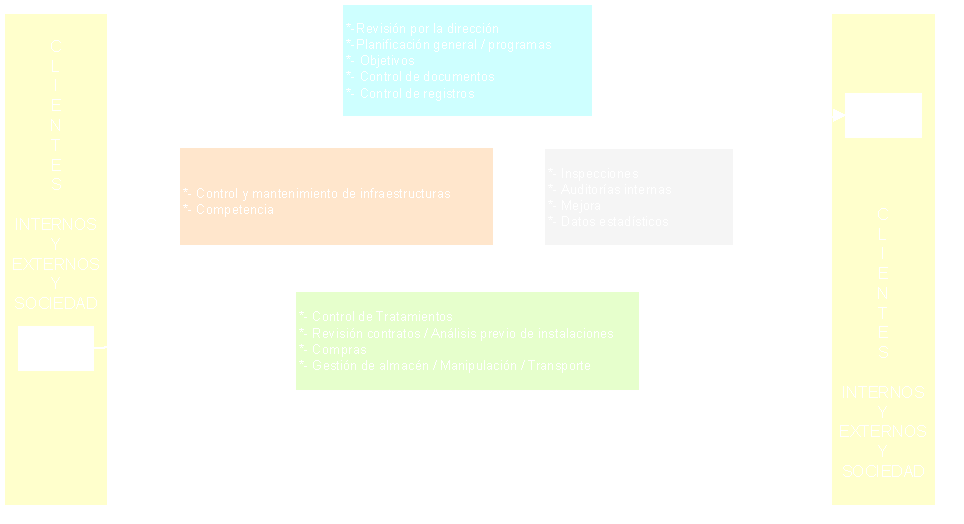 C
L
I
E
N
T
E
S
INTERNOS
Y
EXTERNOS
Y
SOCIEDAD
*- Revisión por la dirección
*- Planificación general / programas
*- Objetivos
*- Control de documentos
*- Control de registros
*- Control y mantenimiento de infraestructuras
*- Competencia
*- Inspecciones
*- Auditorias internas
*- Mejora
*- Datos estadísticos
*- Control de Tratamientos
*- Revisión contratos / Análisis previo de instalaciones
*- Compras
*- Gestión de almacén / Manipulación / Transporte
C
L
I
E
N
T
E
S
INTERNOS
Y
EXTERNOS
Y
SOCIEDAD